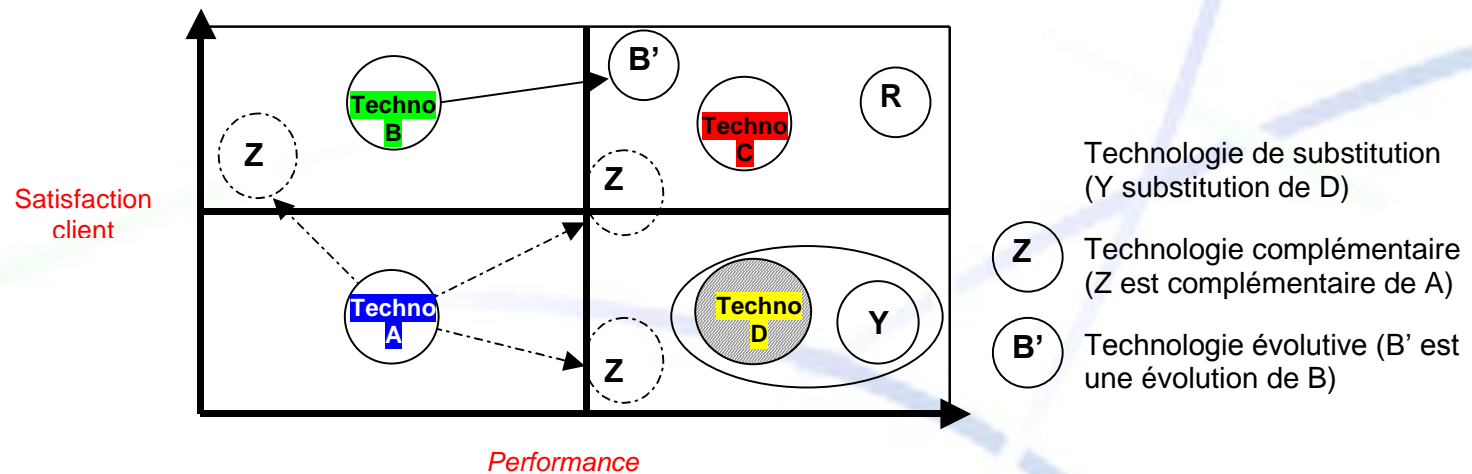 B’
R
Techno
B
Techno
C
Z
Z
Satisfaction
client
Techno
A
Techno
D
Y
Z
Performance
Technologie de substitution
(Y substitution de D)
Z
Technologie complémentaire
(Z est complémentaire de A)
B’
Technologie évolutive (B’ est
une évolution de B)